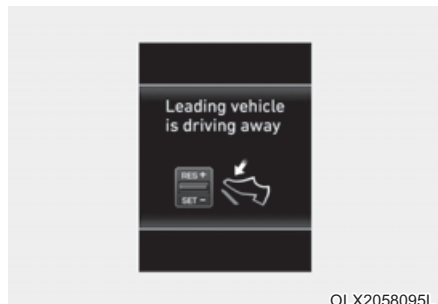 Leading vehicle
is driving away
RES +
SET -
OLX2058095L